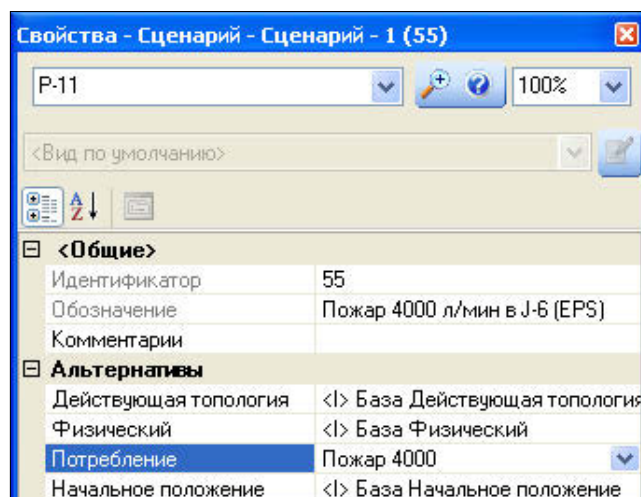 Свойства - Сценарий - Сценарий - 1 (55)
P-11 100%
<Вид по умолчанию>
<Общие>
Идентификатор 55
Обозначение Пожар 4000 л/мин в J-6 (EPS)
Комментарии
Альтернативы
Действующая топология <I> База Действующая топология
Физический <I> База Физический
Потребление Пожар 4000
Начальное положение <I> База Начальное положение